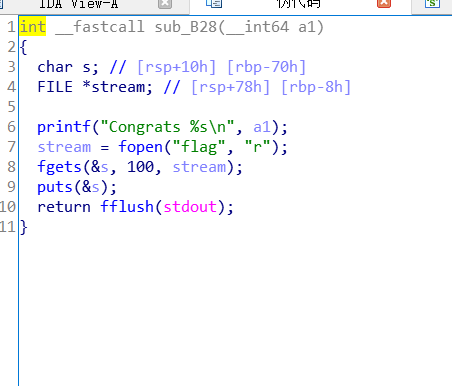 IDA View-A 伪代码
1 int __fastcall sub_B28(__int64 a1)
2 {
3 char s; // [rsp+10h] [rbp-70h]
4 FILE *stream; // [rsp+78h] [rbp-8h]
5
6 printf("Congrats %s\n", a1);
7 stream = fopen("flag", "r");
8 fgets(&s, 100, stream);
9 puts(&s);
10 return fflush(stdout);
11 }